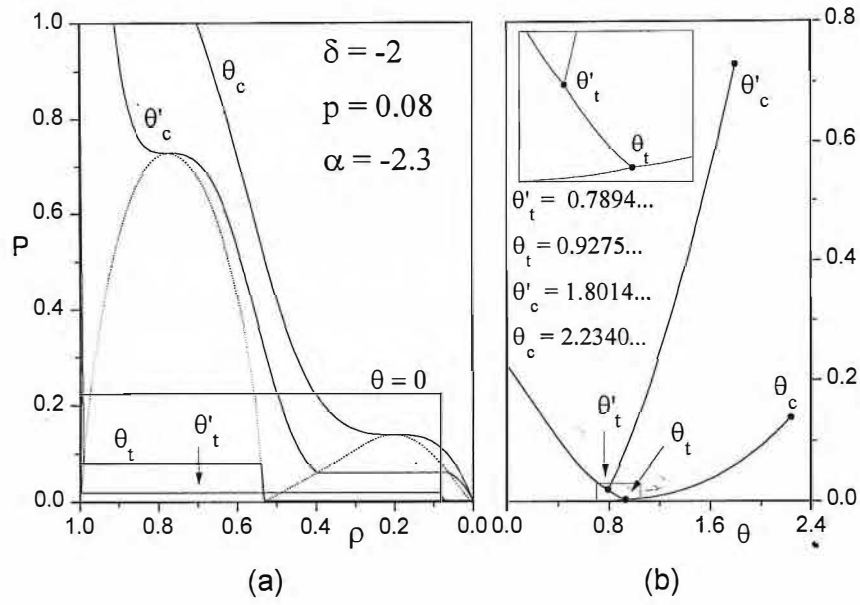 1.0
0.8
0.6
0.4
0.2
0.0
P
1.0
0.8
0.6
0.4
0.2
0.0
ρ
θ'c
θc
δ = -2
p = 0.08
α = -2.3
θ = 0
θt
θ't
(a)
θ't
θt
θ't = 0.7894...
θt = 0.9275...
θ'c = 1.8014...
θc = 2.2340...
θ'c
θc
θ't
θt
0.8
0.6
0.4
0.2
0.0
0.0
0.8
1.6
2.4
θ
(b)